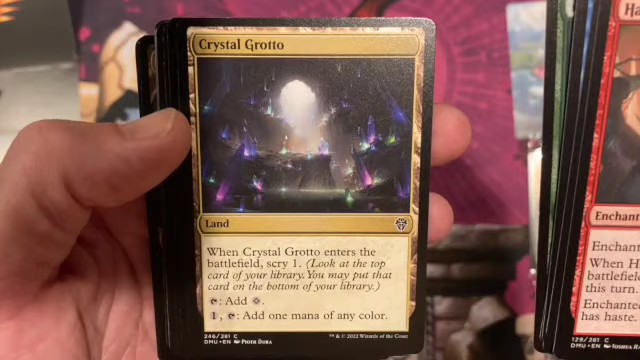 Crystal Grotto
Land
When Crystal Grotto enters the
battlefield, scry 1. (Look at the
top card of your library. You may put that
card on the bottom of your library.)
: Add .
1, : Add one mana of any color.
246/281 C
DMU • EN Piotr Dura
™ & © 2022 Wizards of the Coast
Ha
Enchant
Enchant
When H
battlefield
this turn.
Enchanted
has haste.
129/281 C
DMU • EN